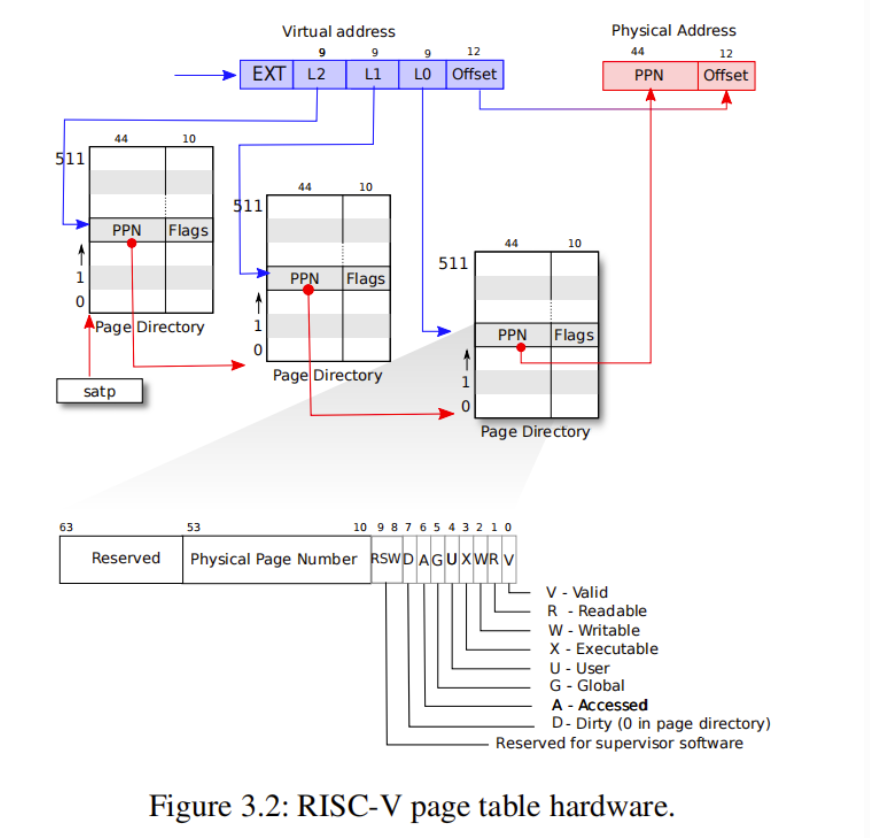 Virtual address
Physical Address
9 9 9 12
44 12
EXT L2 L1 L0 Offset
PPN Offset
44 10
511
PPN Flags
1
0
Page Directory
satp
44 10
511
PPN Flags
1
0
Page Directory
44 10
511
PPN Flags
1
0
Page Directory
63 53 10 9 8 7 6 5 4 3 2 1 0
Reserved Physical Page Number RSW D A G U X W R V
V - Valid
R - Readable
W - Writable
X - Executable
U - User
G - Global
A - Accessed
D - Dirty (0 in page directory)
Reserved for supervisor software
Figure 3.2: RISC-V page table hardware.